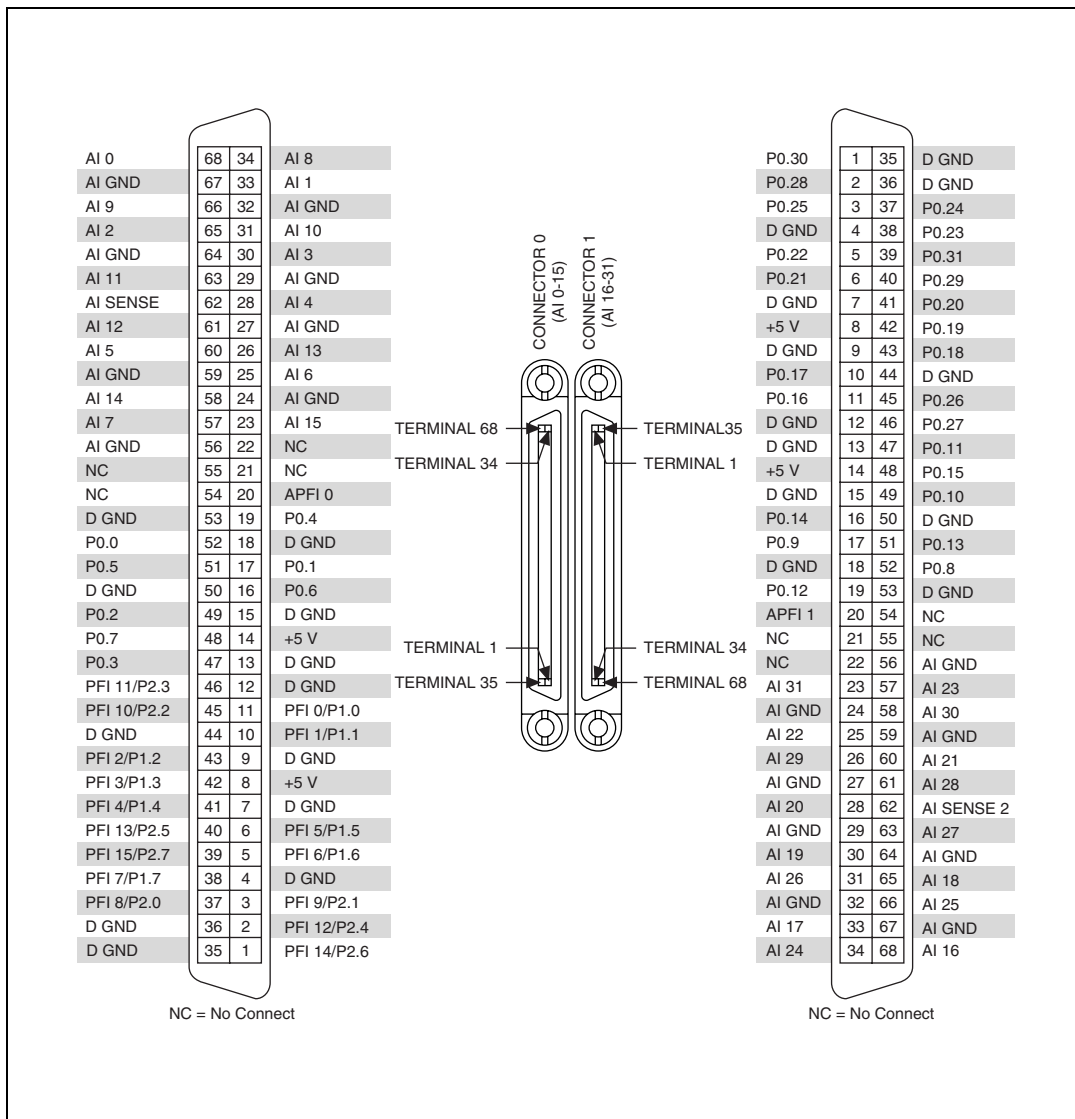 AI 0 68 34 AI 8
AI GND 67 33 AI 1
AI 9 66 32 AI GND
AI 2 65 31 AI 10
AI GND 64 30 AI 3
AI 11 63 29 AI GND
AI SENSE 62 28 AI 4
AI 12 61 27 AI GND
AI 5 60 26 AI 13
AI GND 59 25 AI 6
AI 14 58 24 AI GND
AI 7 57 23 AI 15
AI GND 56 22 NC
NC 55 21 NC
NC 54 20 APFI 0
D GND 53 19 P0.4
P0.0 52 18 D GND
P0.5 51 17 P0.1
D GND 50 16 P0.6
P0.2 49 15 D GND
P0.7 48 14 +5 V
P0.3 47 13 D GND
PFI 11/P2.3 46 12 D GND
PFI 10/P2.2 45 11 PFI 0/P1.0
D GND 44 10 PFI 1/P1.1
PFI 2/P1.2 43 9 D GND
PFI 3/P1.3 42 8 +5 V
PFI 4/P1.4 41 7 D GND
PFI 13/P2.5 40 6 PFI 5/P1.5
PFI 15/P2.7 39 5 PFI 6/P1.6
PFI 7/P1.7 38 4 D GND
PFI 8/P2.0 37 3 PFI 9/P2.1
D GND 36 2 PFI 12/P2.4
D GND 35 1 PFI 14/P2.6
NC = No Connect
CONNECTOR 0
(AI 0-15)
CONNECTOR 1
(AI 16-31)
TERMINAL 68
TERMINAL 34
TERMINAL35
TERMINAL 1
TERMINAL 1
TERMINAL 35
TERMINAL 34
TERMINAL 68
P0.30 1 35 D GND
P0.28 2 36 D GND
P0.25 3 37 P0.24
D GND 4 38 P0.23
P0.22 5 39 P0.31
P0.21 6 40 P0.29
D GND 7 41 P0.20
+5 V 8 42 P0.19
D GND 9 43 P0.18
P0.17 10 44 D GND
P0.16 11 45 P0.26
D GND 12 46 P0.27
D GND 13 47 P0.11
+5 V 14 48 P0.15
D GND 15 49 P0.10
P0.14 16 50 D GND
P0.9 17 51 P0.13
D GND 18 52 P0.8
P0.12 19 53 D GND
APFI 1 20 54 NC
NC 21 55 NC
NC 22 56 AI GND
AI 31 23 57 AI 23
AI GND 24 58 AI 30
AI 22 25 59 AI GND
AI 29 26 60 AI 21
AI GND 27 61 AI 28
AI 20 28 62 AI SENSE 2
AI GND 29 63 AI 27
AI 19 30 64 AI GND
AI 26 31 65 AI 18
AI GND 32 66 AI 25
AI 17 33 67 AI GND
AI 24 34 68 AI 16
NC = No Connect